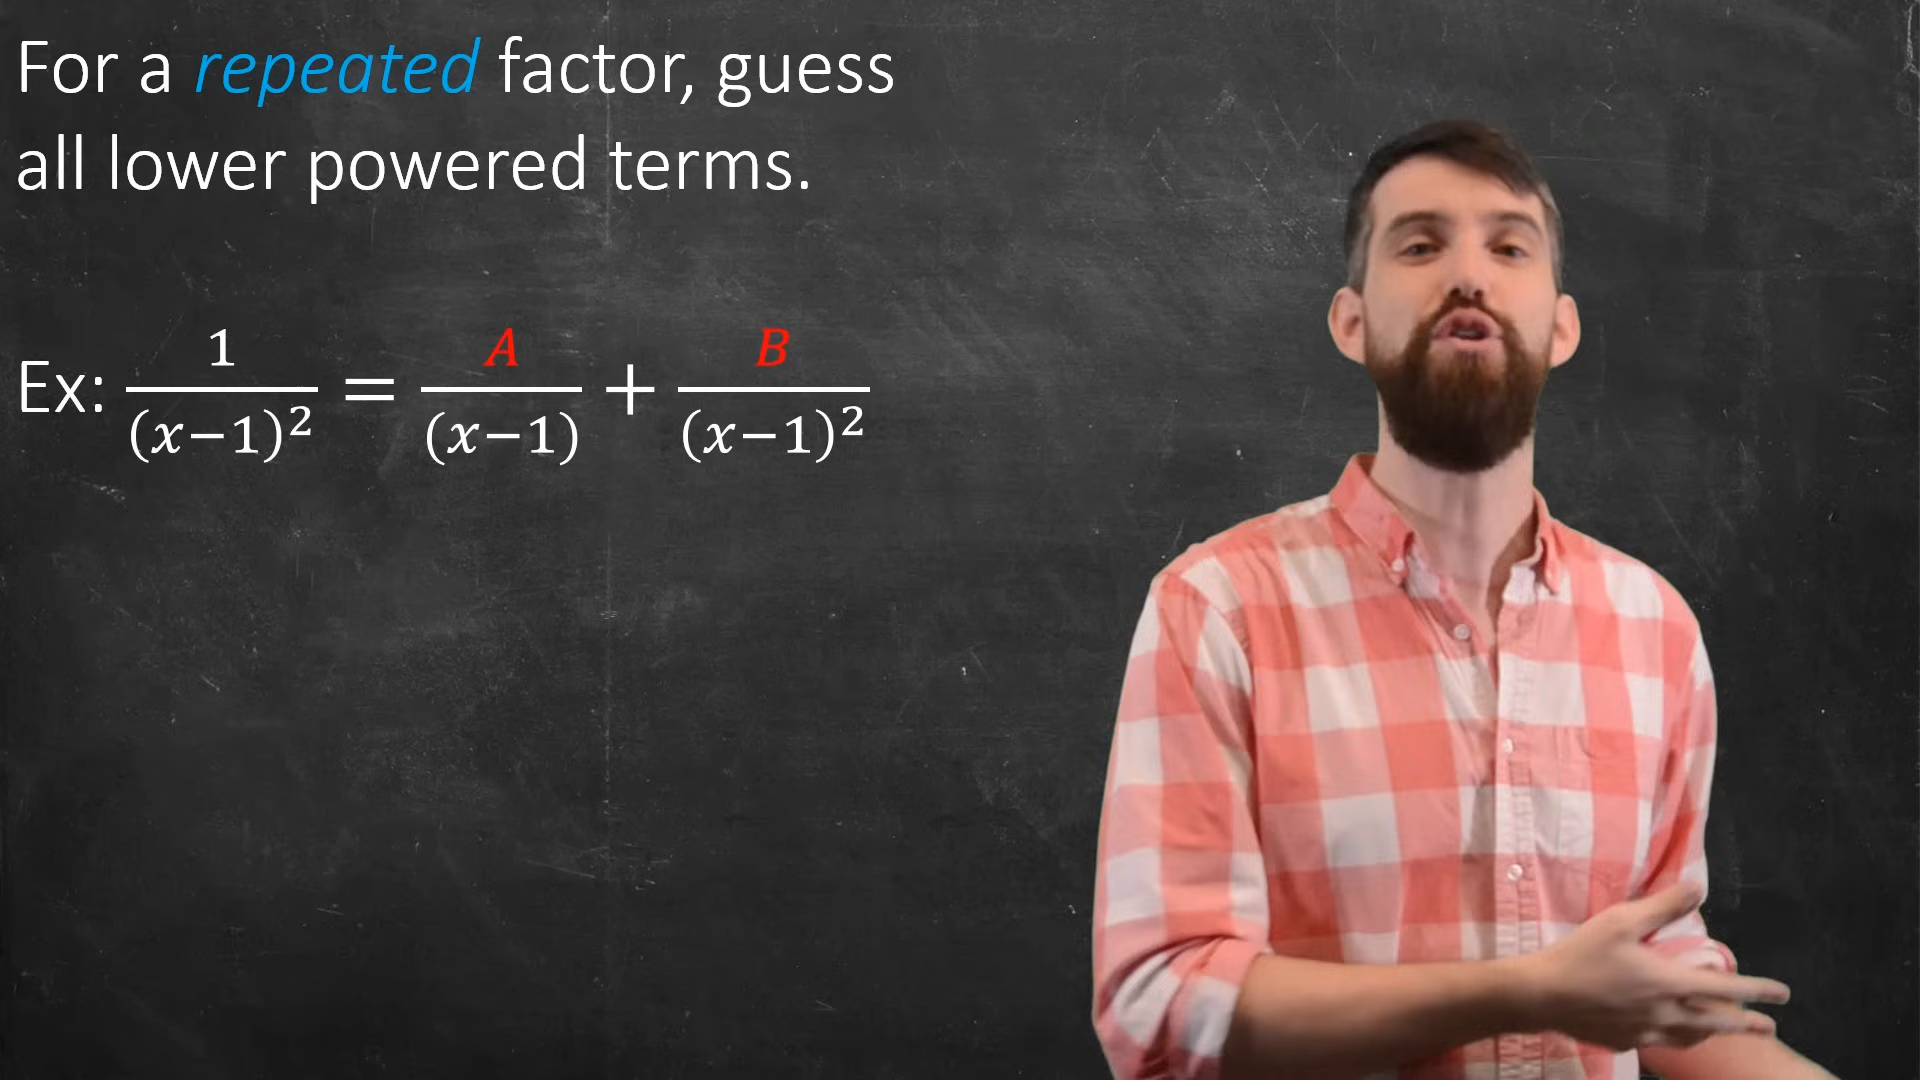 For a repeated factor, guess
all lower powered terms.
Ex: 1/(x−1)² = A/(x−1) + B/(x−1)²